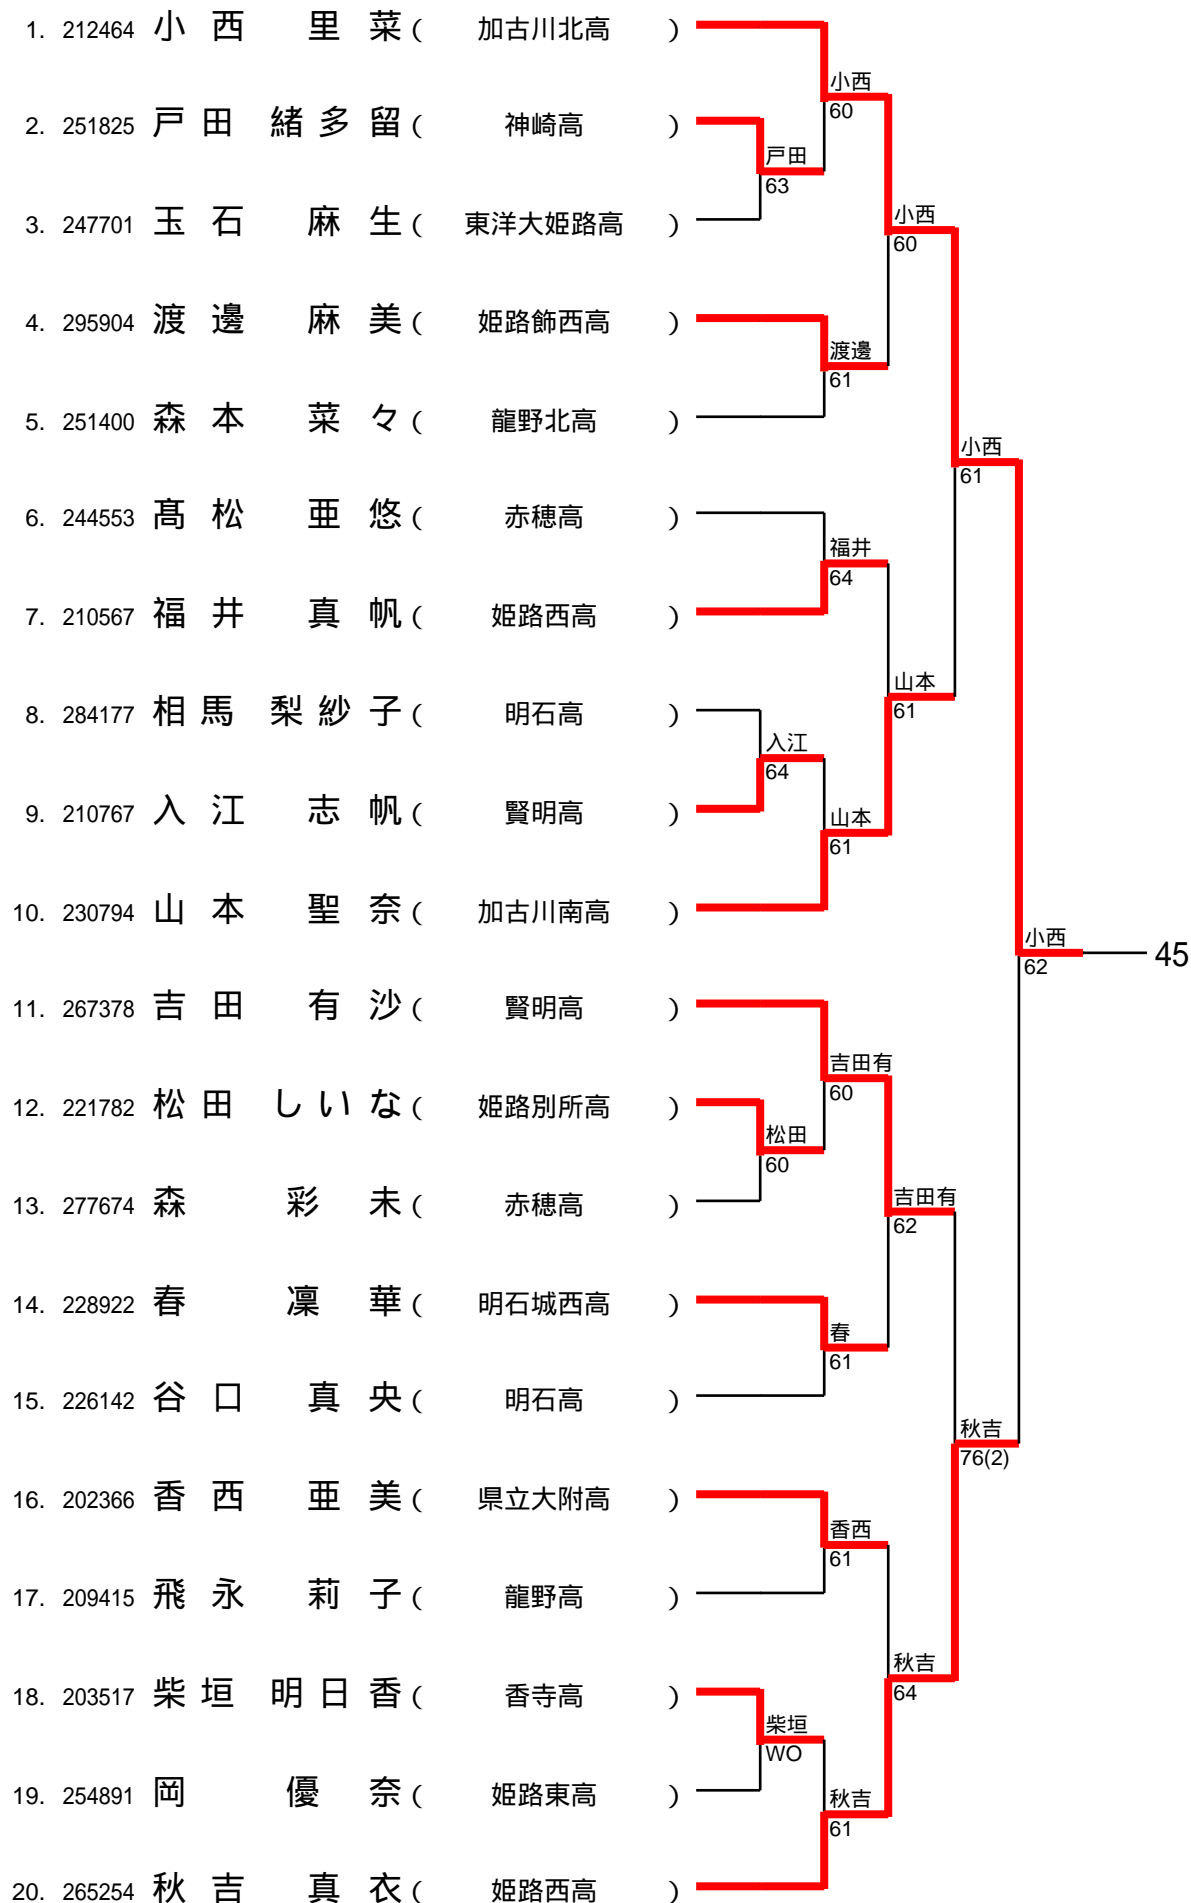 1. 212464 小西 里菜 ( 加古川北高 )
小西
60
2. 251825 戸田 緒多留 ( 神崎高 )
戸田
63
3. 247701 玉石 麻生 ( 東洋大姫路高 )
小西
60
4. 295904 渡邊 麻美 ( 姫路飾西高 )
渡邊
61
5. 251400 森本 菜々 ( 龍野北高 )
小西
61
6. 244553 髙松 亜悠 ( 赤穂高 )
福井
64
7. 210567 福井 真帆 ( 姫路西高 )
山本
61
8. 284177 相馬 梨紗子 ( 明石高 )
入江
64
9. 210767 入江 志帆 ( 賢明高 )
山本
61
10. 230794 山本 聖奈 ( 加古川南高 )
小西
62
45
11. 267378 吉田 有沙 ( 賢明高 )
吉田有
60
12. 221782 松田 しいな ( 姫路別所高 )
松田
60
13. 277674 森 彩未 ( 赤穂高 )
吉田有
62
14. 228922 春 凜華 ( 明石城西高 )
春
61
15. 226142 谷口 真央 ( 明石高 )
秋吉
76(2)
16. 202366 香西 亜美 ( 県立大附高 )
香西
61
17. 209415 飛永 莉子 ( 龍野高 )
秋吉
64
18. 203517 柴垣 明日香 ( 香寺高 )
柴垣
WO
19. 254891 岡 優奈 ( 姫路東高 )
秋吉
61
20. 265254 秋吉 真衣 ( 姫路西高 )